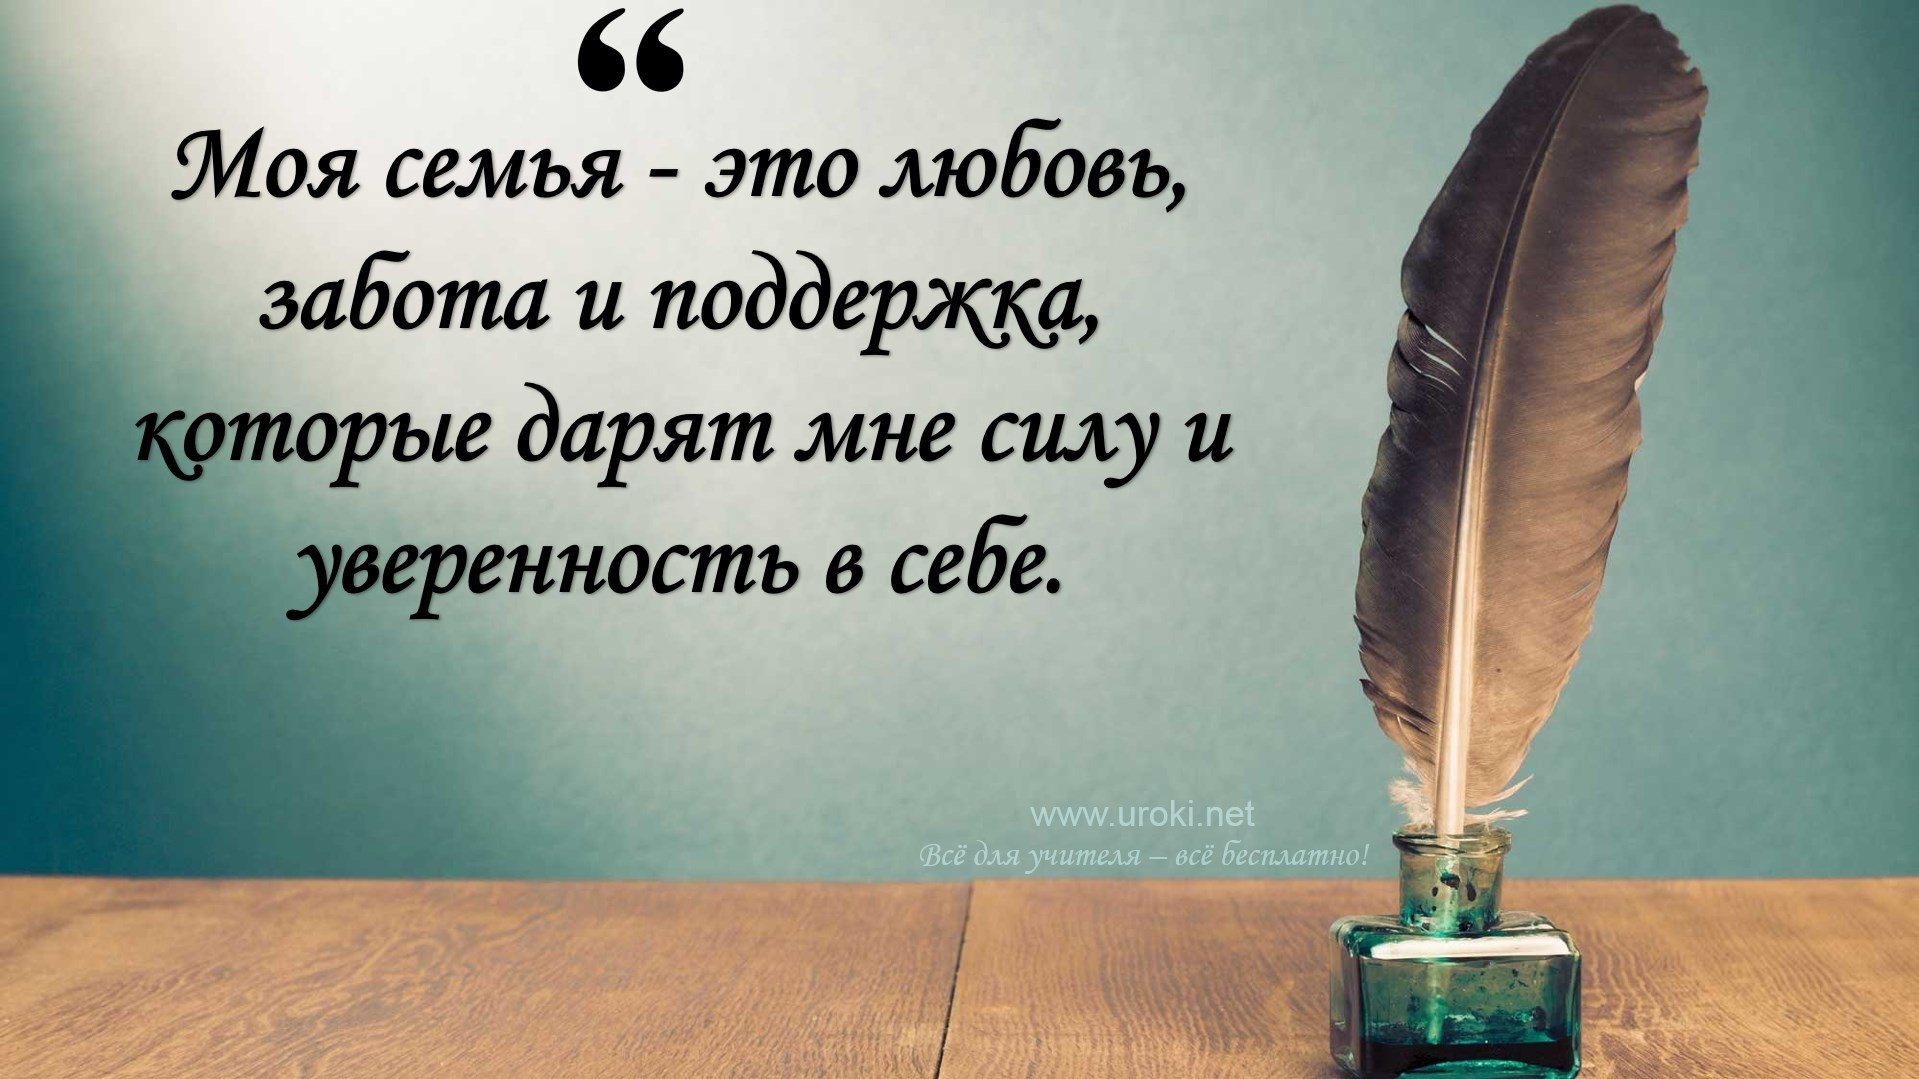 “
Моя семья - это любовь,
забота и поддержка,
которые дарят мне силу и
уверенность в себе.
www.uroki.net
Всё для учителя – всё бесплатно!